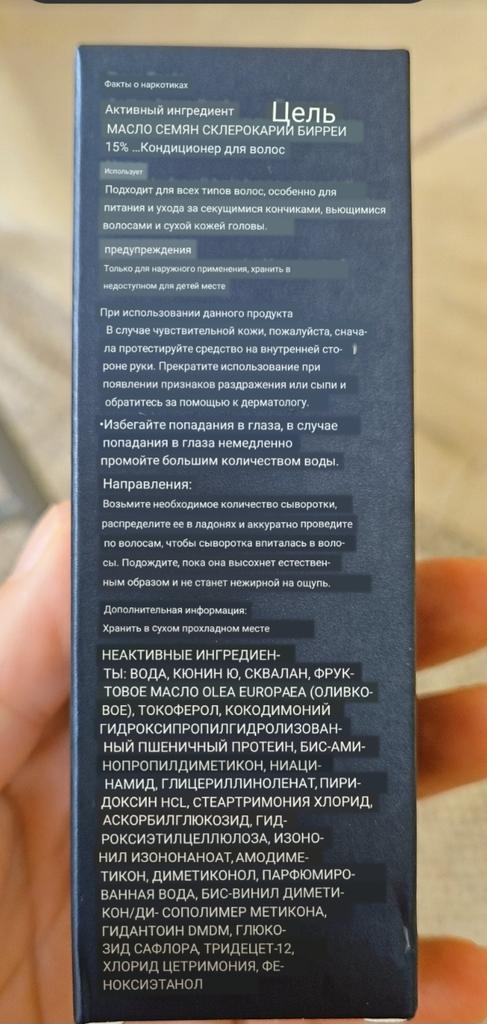 Факты о наркотиках
Активный ингредиент Цель
МАСЛО СЕМЯН СКЛЕРОКАРИИ БИРРЕИ
15% ...Кондиционер для волос
Использует
Подходит для всех типов волос, особенно для
питания и ухода за секущимися кончиками, вьющимися
волосами и сухой кожей головы.
предупреждения
Только для наружного применения, хранить в
недоступном для детей месте
При использовании данного продукта
В случае чувствительной кожи, пожалуйста, снача-
ла протестируйте средство на внутренней сто-
роне руки. Прекратите использование при
появлении признаков раздражения или сыпи и
обратитесь за помощью к дерматологу.
•Избегайте попадания в глаза, в случае
попадания в глаза немедленно
промойте большим количеством воды.
Направления:
Возьмите необходимое количество сыворотки,
распределите ее в ладонях и аккуратно проведите
по волосам, чтобы сыворотка впиталась в воло-
сы. Подождите, пока она высохнет естествен-
ным образом и не станет нежирной на ощупь.
Дополнительная информация:
Хранить в сухом прохладном месте
НЕАКТИВНЫЕ ИНГРЕДИЕН-
ТЫ: ВОДА, КЮНИН Ю, СКВАЛАН, ФРУК-
ТОВОЕ МАСЛО OLEA EUROPAEA (ОЛИВКО-
ВОЕ), ТОКОФЕРОЛ, КОКОДИМОНИЙ
ГИДРОКСИПРОПИЛГИДРОЛИЗОВАН-
НЫЙ ПШЕНИЧНЫЙ ПРОТЕИН, БИС-АМИ-
НОПРОПИЛДИМЕТИКОН, НИАЦИ-
НАМИД, ГЛИЦЕРИЛЛИНОЛЕНАТ, ПИРИ-
ДОКСИН HCL, СТЕАРТРИМОНИЯ ХЛОРИД,
АСКОРБИЛГЛЮКОЗИД, ГИД-
РОКСИЭТИЛЦЕЛЛЮЛОЗА, ИЗОНО-
НИЛ ИЗОНОНАНОАТ, АМОДИМЕ-
ТИКОН, ДИМЕТИКОНОЛ, ПАРФЮМИРО-
ВАННАЯ ВОДА, БИС-ВИНИЛ ДИМЕТИ-
КОН/ДИ- СОПОЛИМЕР МЕТИКОНА,
ГИДАНТОИН DMDM, ГЛЮКО-
ЗИД САФЛОРА, ТРИДЕЦЕТ-12,
ХЛОРИД ЦЕТРИМОНИЯ, ФЕ-
НОКСИЭТАНОЛ